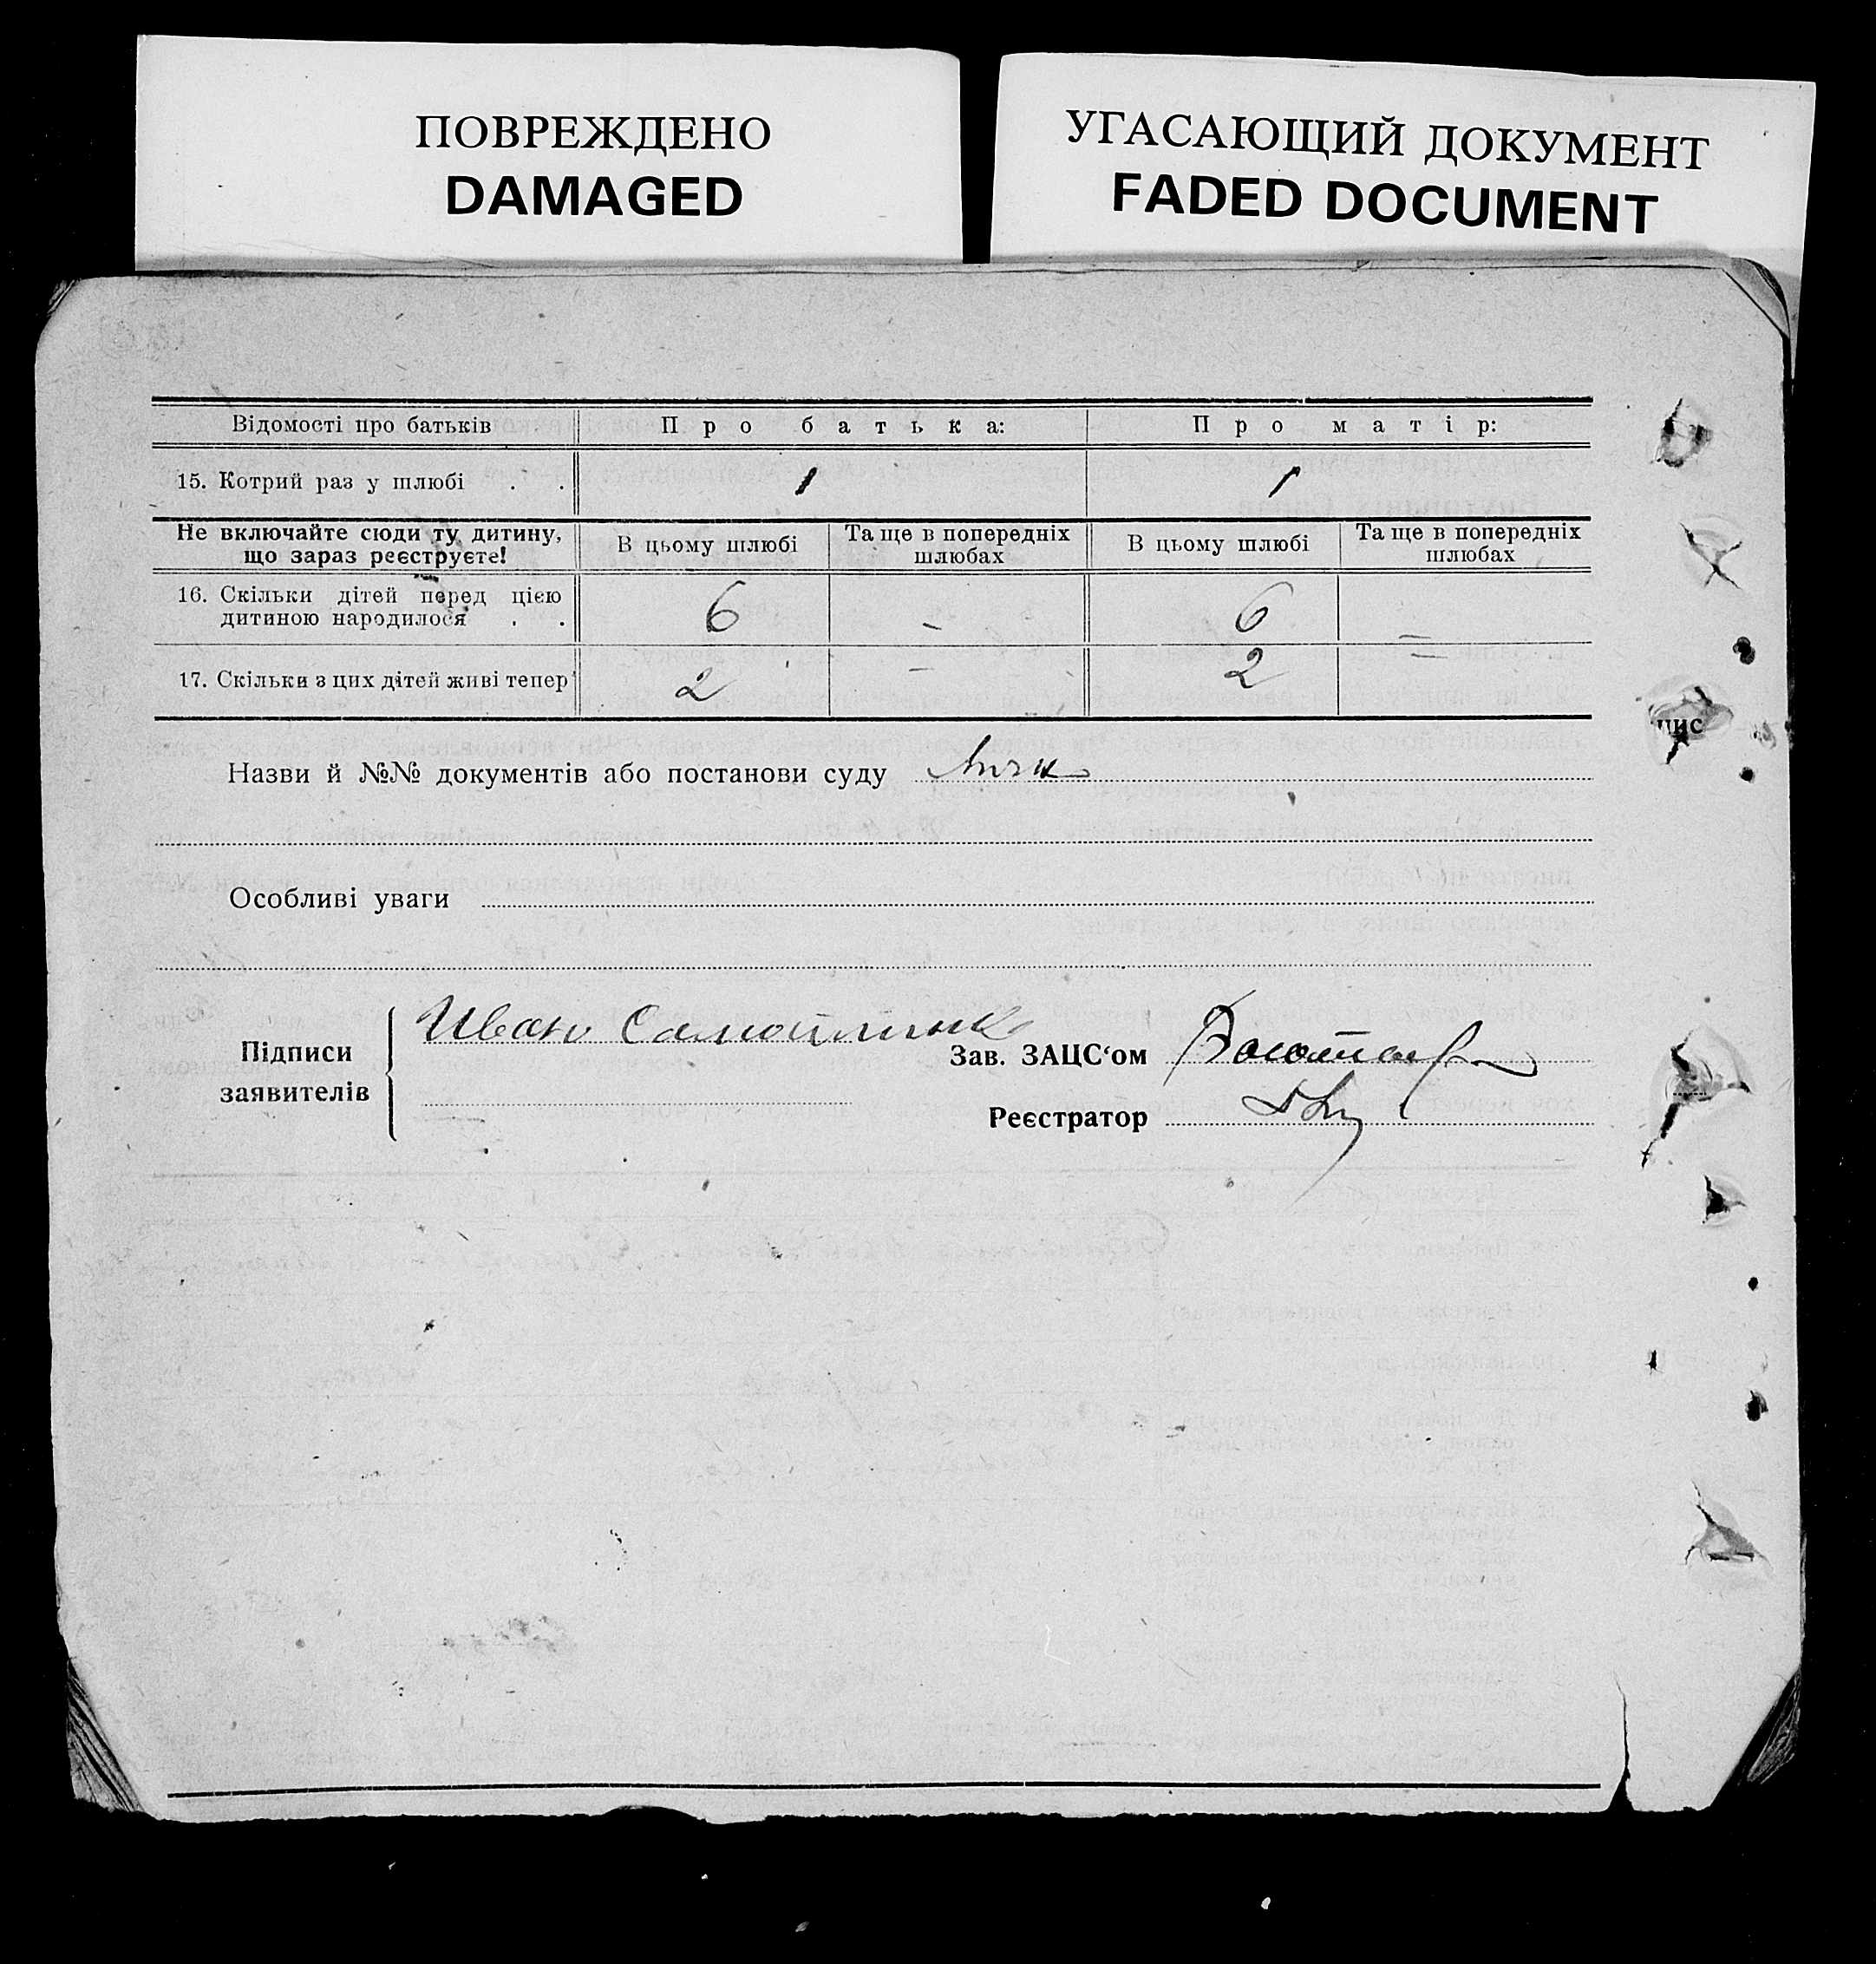 ПОВРЕЖДЕНО
DAMAGED
УГАСАЮЩИЙ ДОКУМЕНТ
FADED DOCUMENT
Відомості про батьків Про батька: Про матір:
15. Котрий раз у шлюбі . . 1 1
Не включайте сюди ту дитину, що зараз реєструєте! В цьому шлюбі Та ще в попередніх шлюбах В цьому шлюбі Та ще в попередніх шлюбах
16. Скільки дітей перед цією
дитиною народилося . . 6 – 6 –
17. Скільки з цих дітей живі тепер 2 – 2 –
пис
Назви й №№ документів або постанови суду
Особливі уваги
Підписи
заявителів
Иван
Зав. ЗАЦС‘ом
Реєстратор